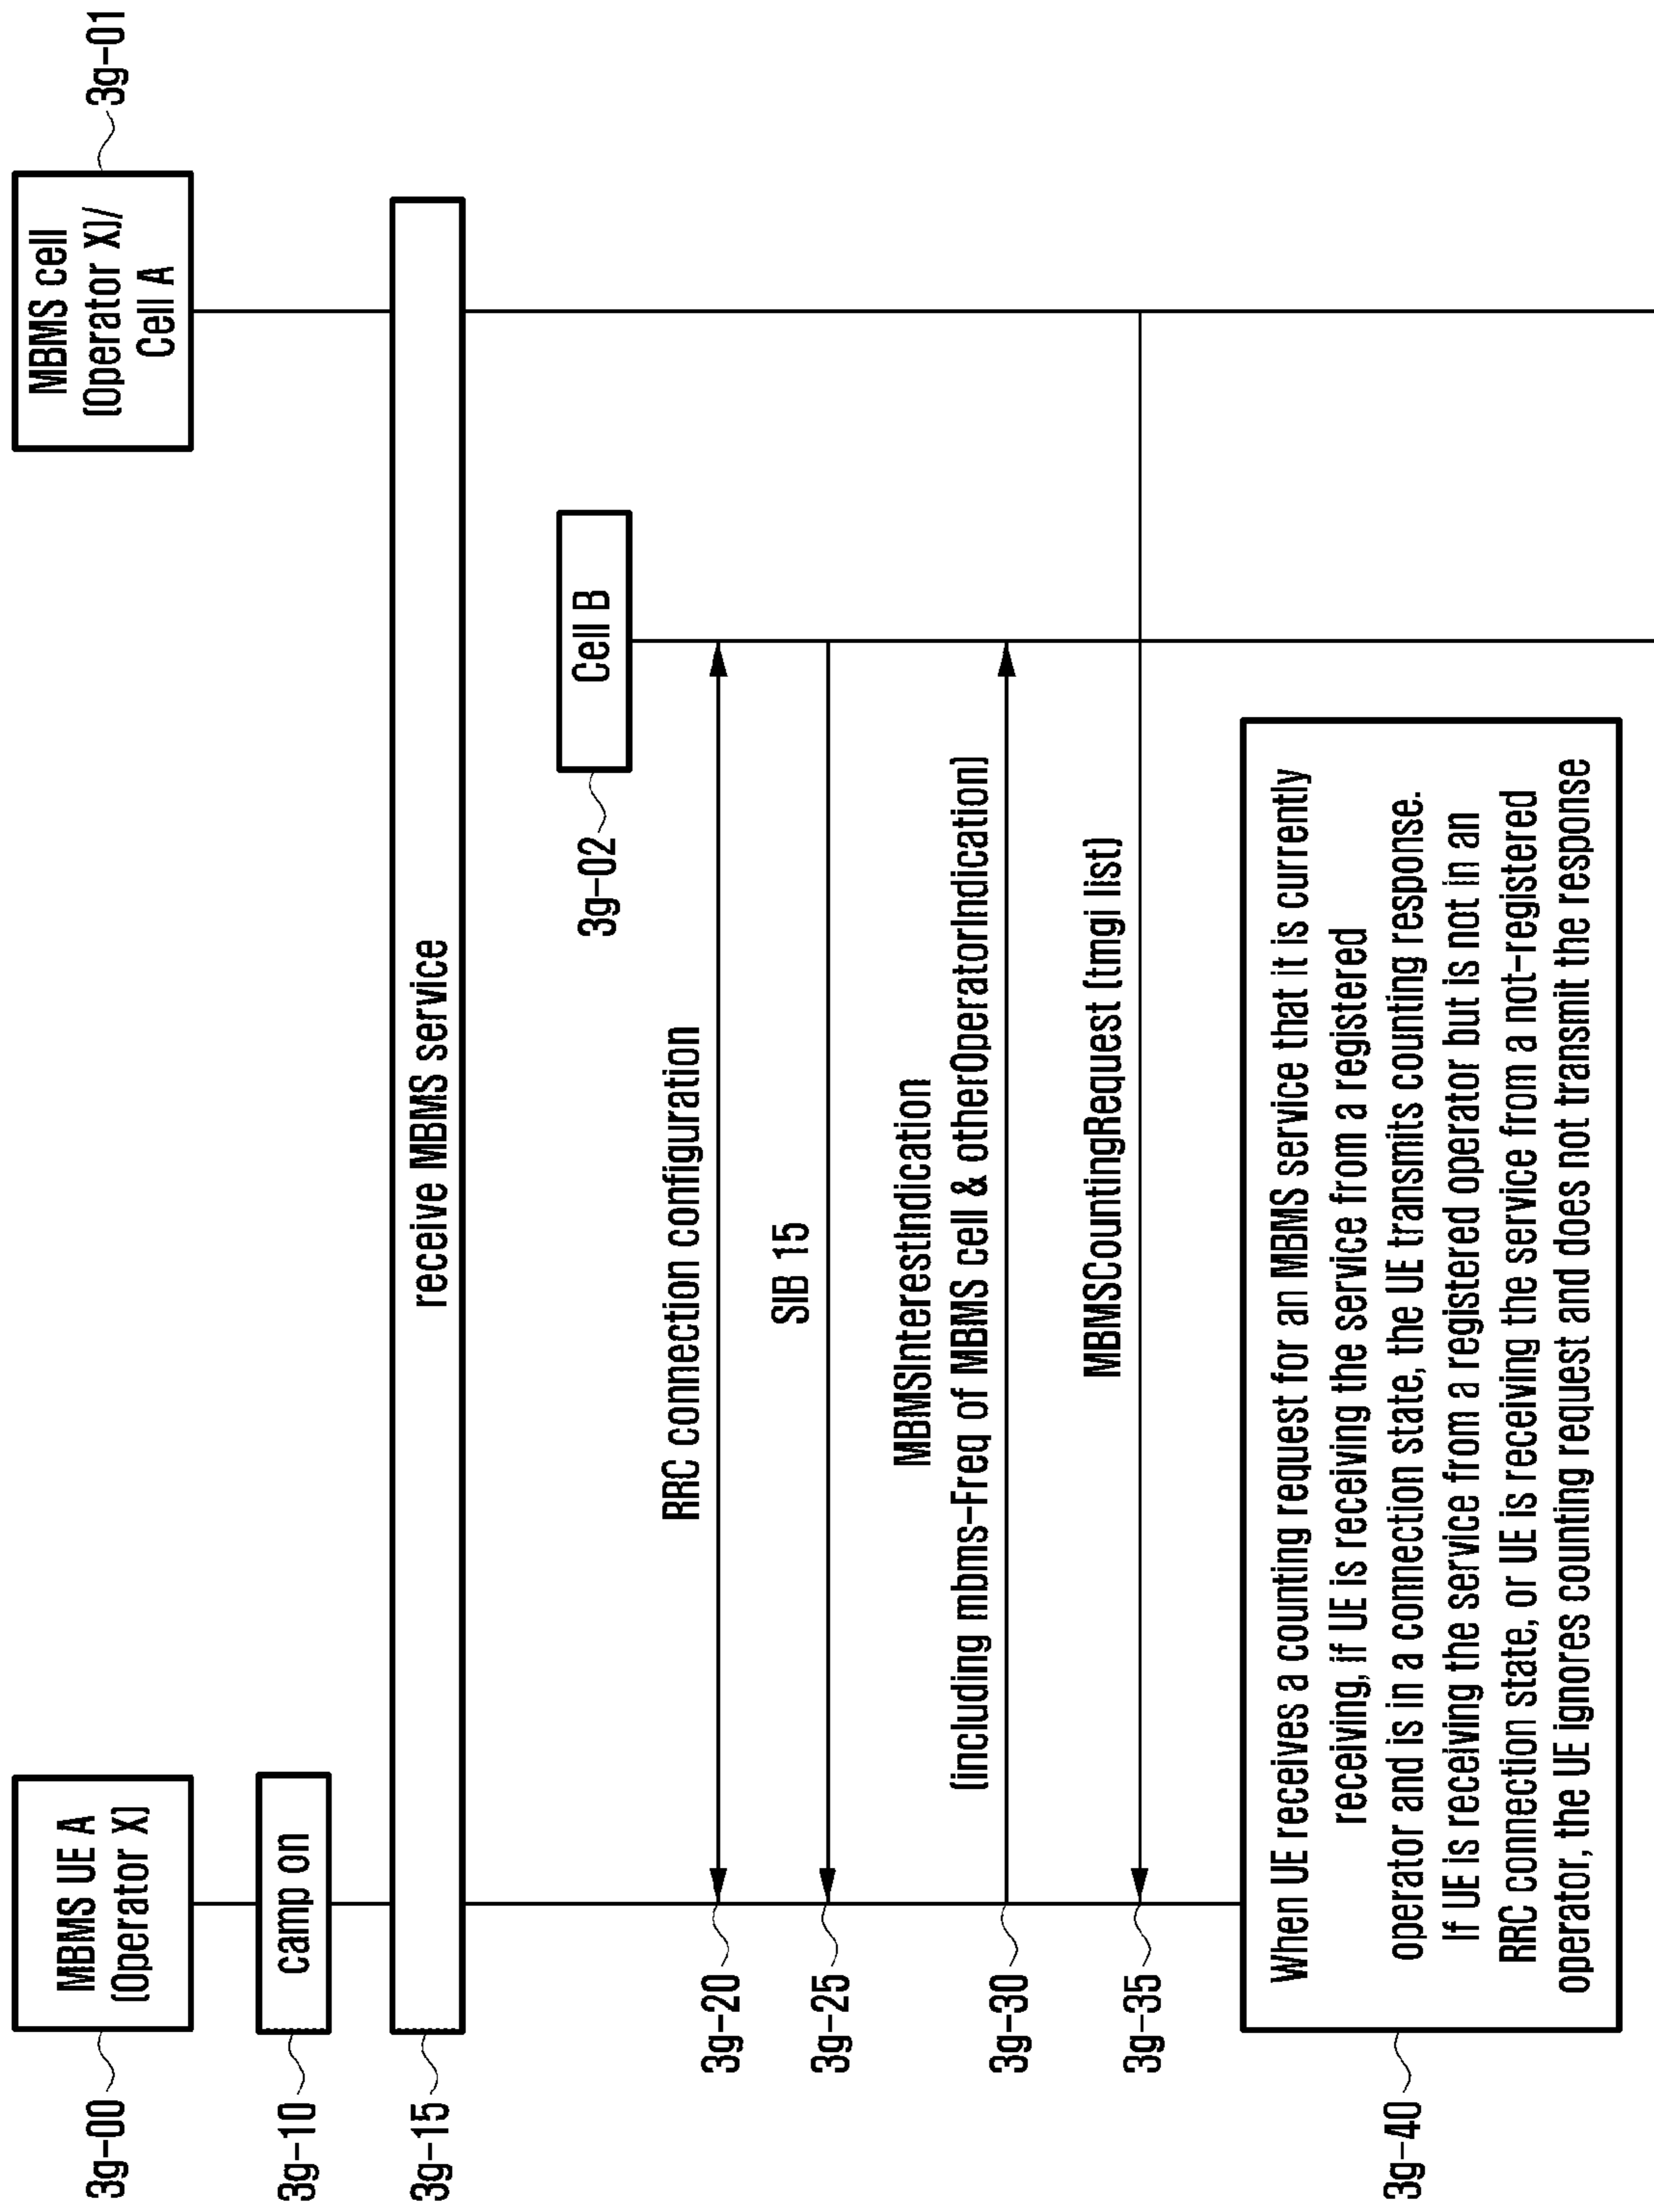 3g-00
MBMS UE A
(Operator X)
MBMS cell
(Operator X)/
Cell A
3g-01
3g-10
camp on
3g-15
receive MBMS service
3g-02
Cell B
3g-20
RRC connection configuration
3g-25
SIB 15
3g-30
MBMSInterestIndication
(including mbms-Freq of MBMS cell & otherOperatorIndication)
3g-35
MBMSCountingRequest (tmgi list)
3g-40
When UE receives a counting request for an MBMS service that it is currently
receiving, if UE is receiving the service from a registered
operator and is in a connection state, the UE transmits counting response.
If UE is receiving the service from a registered operator but is not in an
RRC connection state, or UE is receiving the service from a not-registered
operator, the UE ignores counting request and does not transmit the response